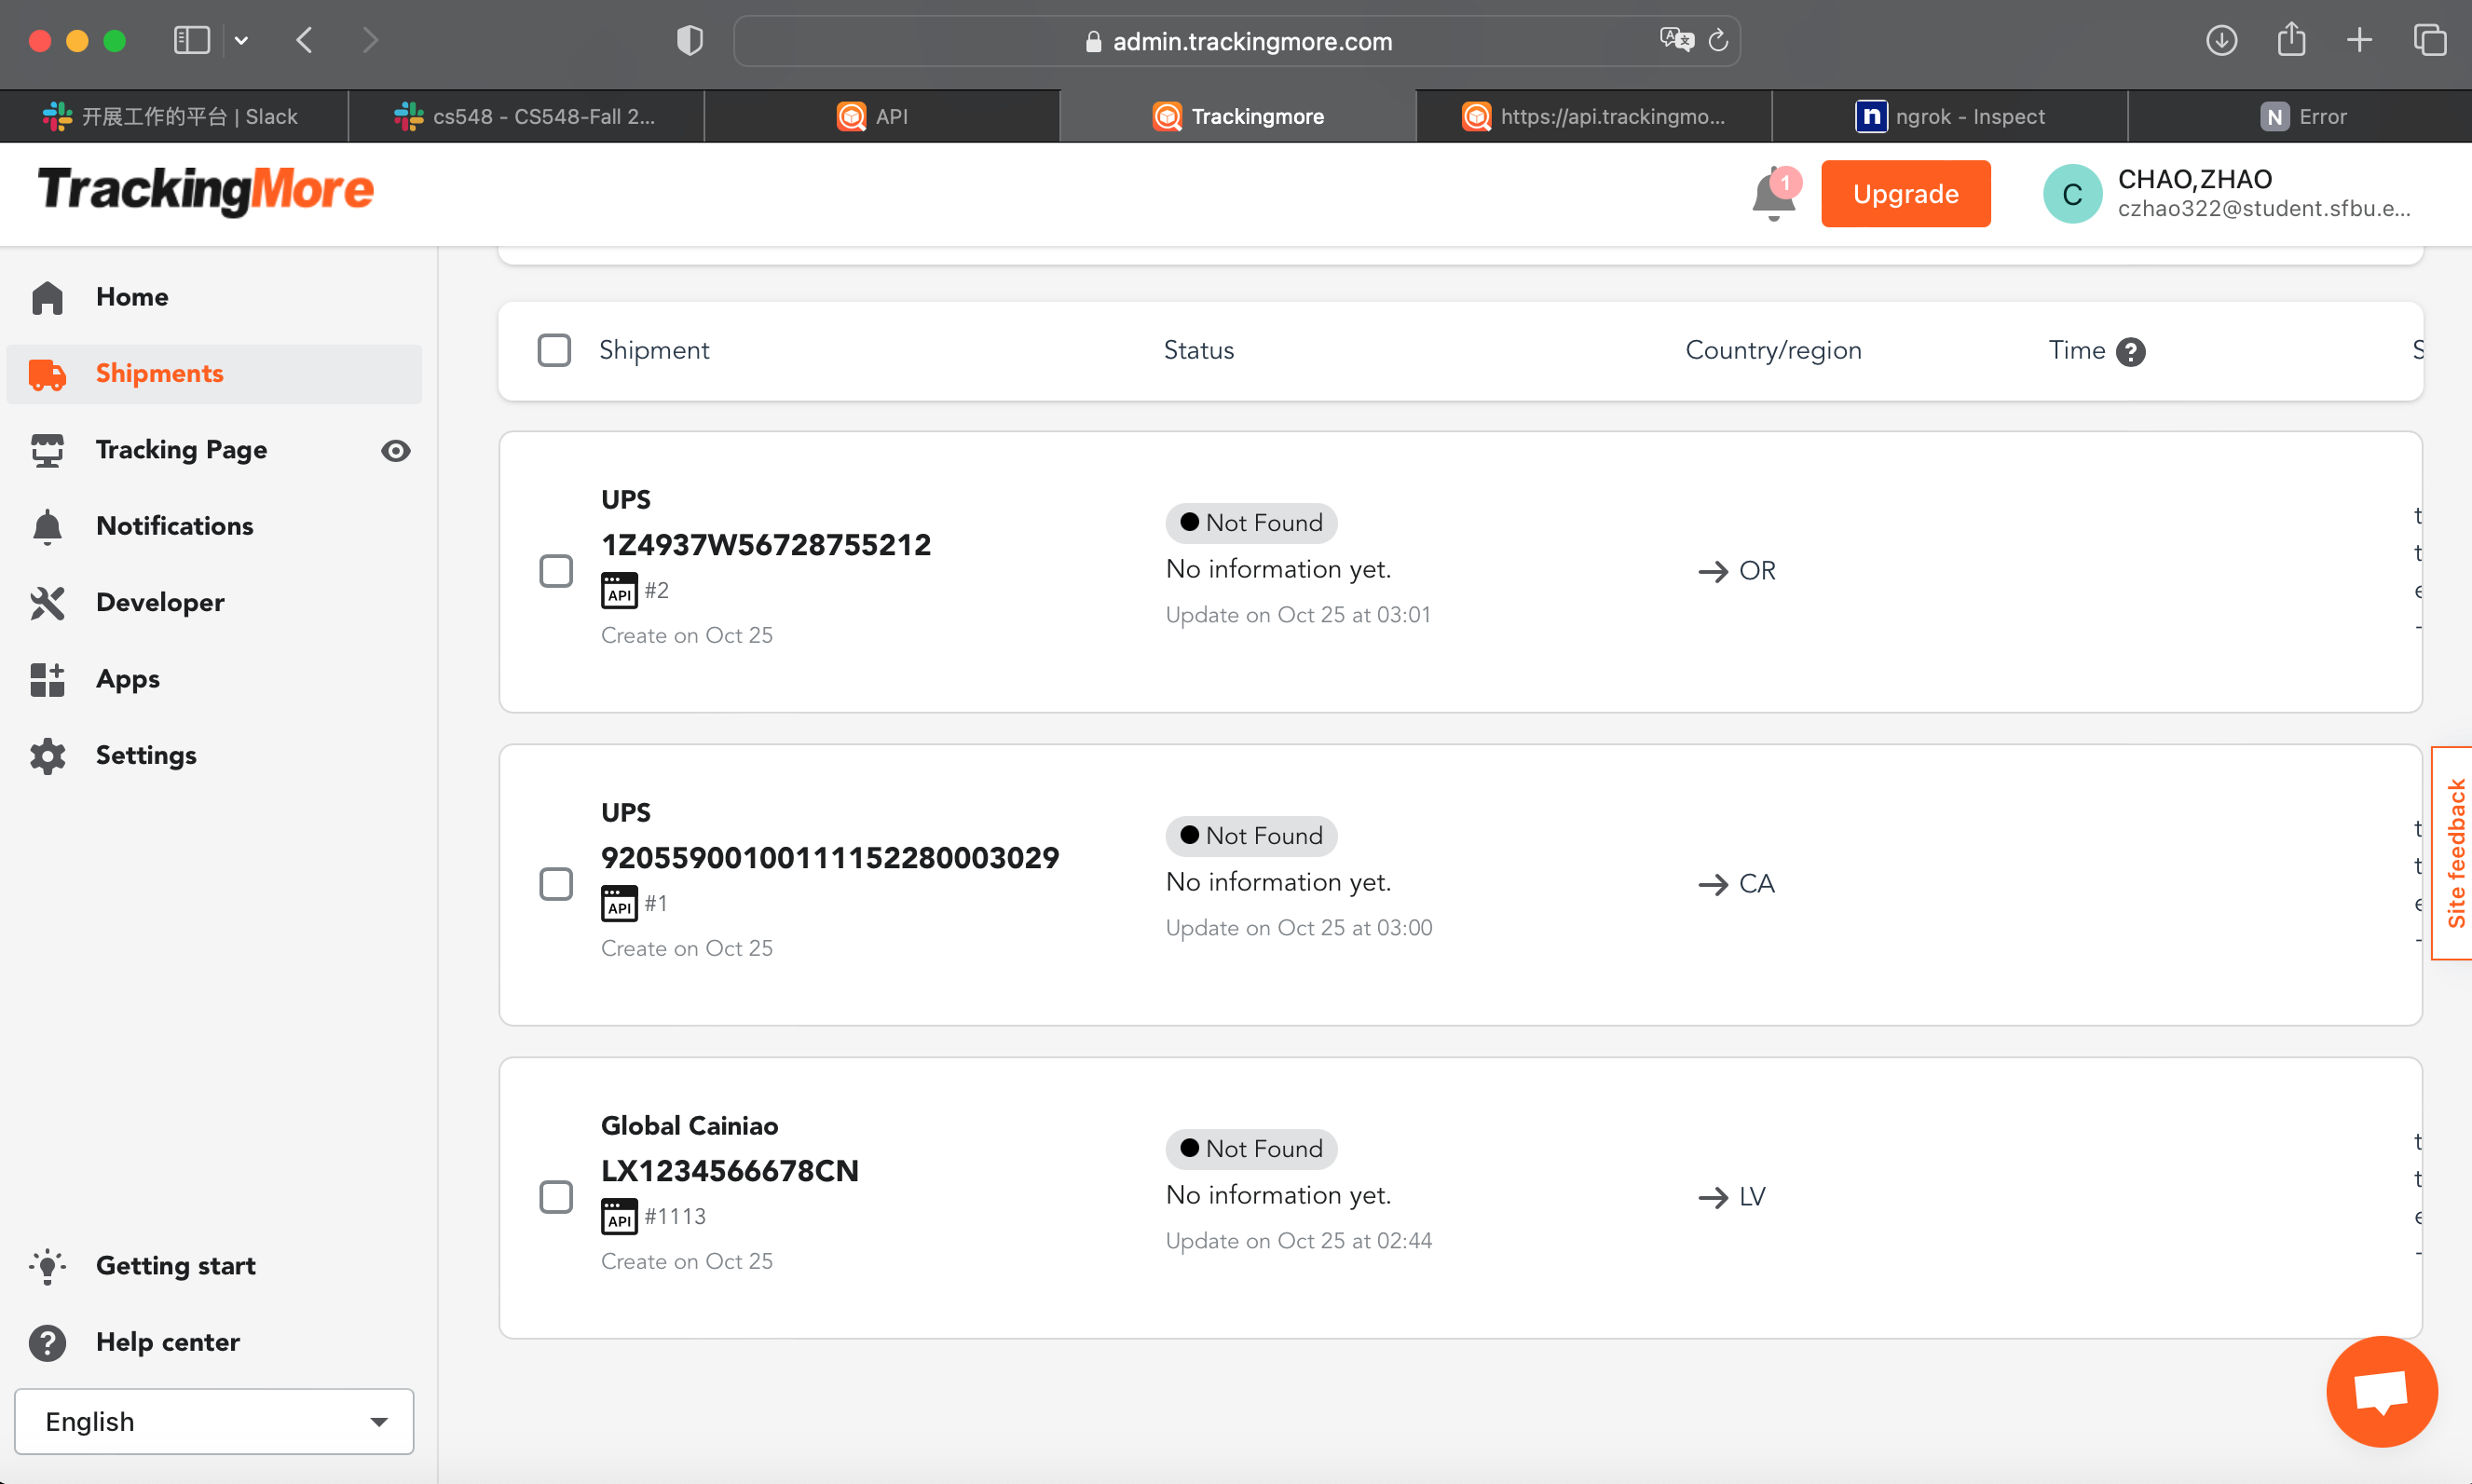 admin.trackingmore.com
开展工作的平台 | Slack
cs548 - CS548-Fall 2...
API
Trackingmore
https://api.trackingmo...
n ngrok - Inspect
N Error
TrackingMore
1
Upgrade
C
CHAO,ZHAO
czhao322@student.sfbu.e...
Home
Shipments
Tracking Page
Notifications
Developer
Apps
Settings
Getting start
Help center
English
Shipment Status Country/region Time ?
UPS
1Z4937W56728755212
API #2
Create on Oct 25
Not Found
No information yet.
Update on Oct 25 at 03:01
→ OR
UPS
92055900100111152280003029
API #1
Create on Oct 25
Not Found
No information yet.
Update on Oct 25 at 03:00
→ CA
Global Cainiao
LX1234566678CN
API #1113
Create on Oct 25
Not Found
No information yet.
Update on Oct 25 at 02:44
→ LV
Site feedback